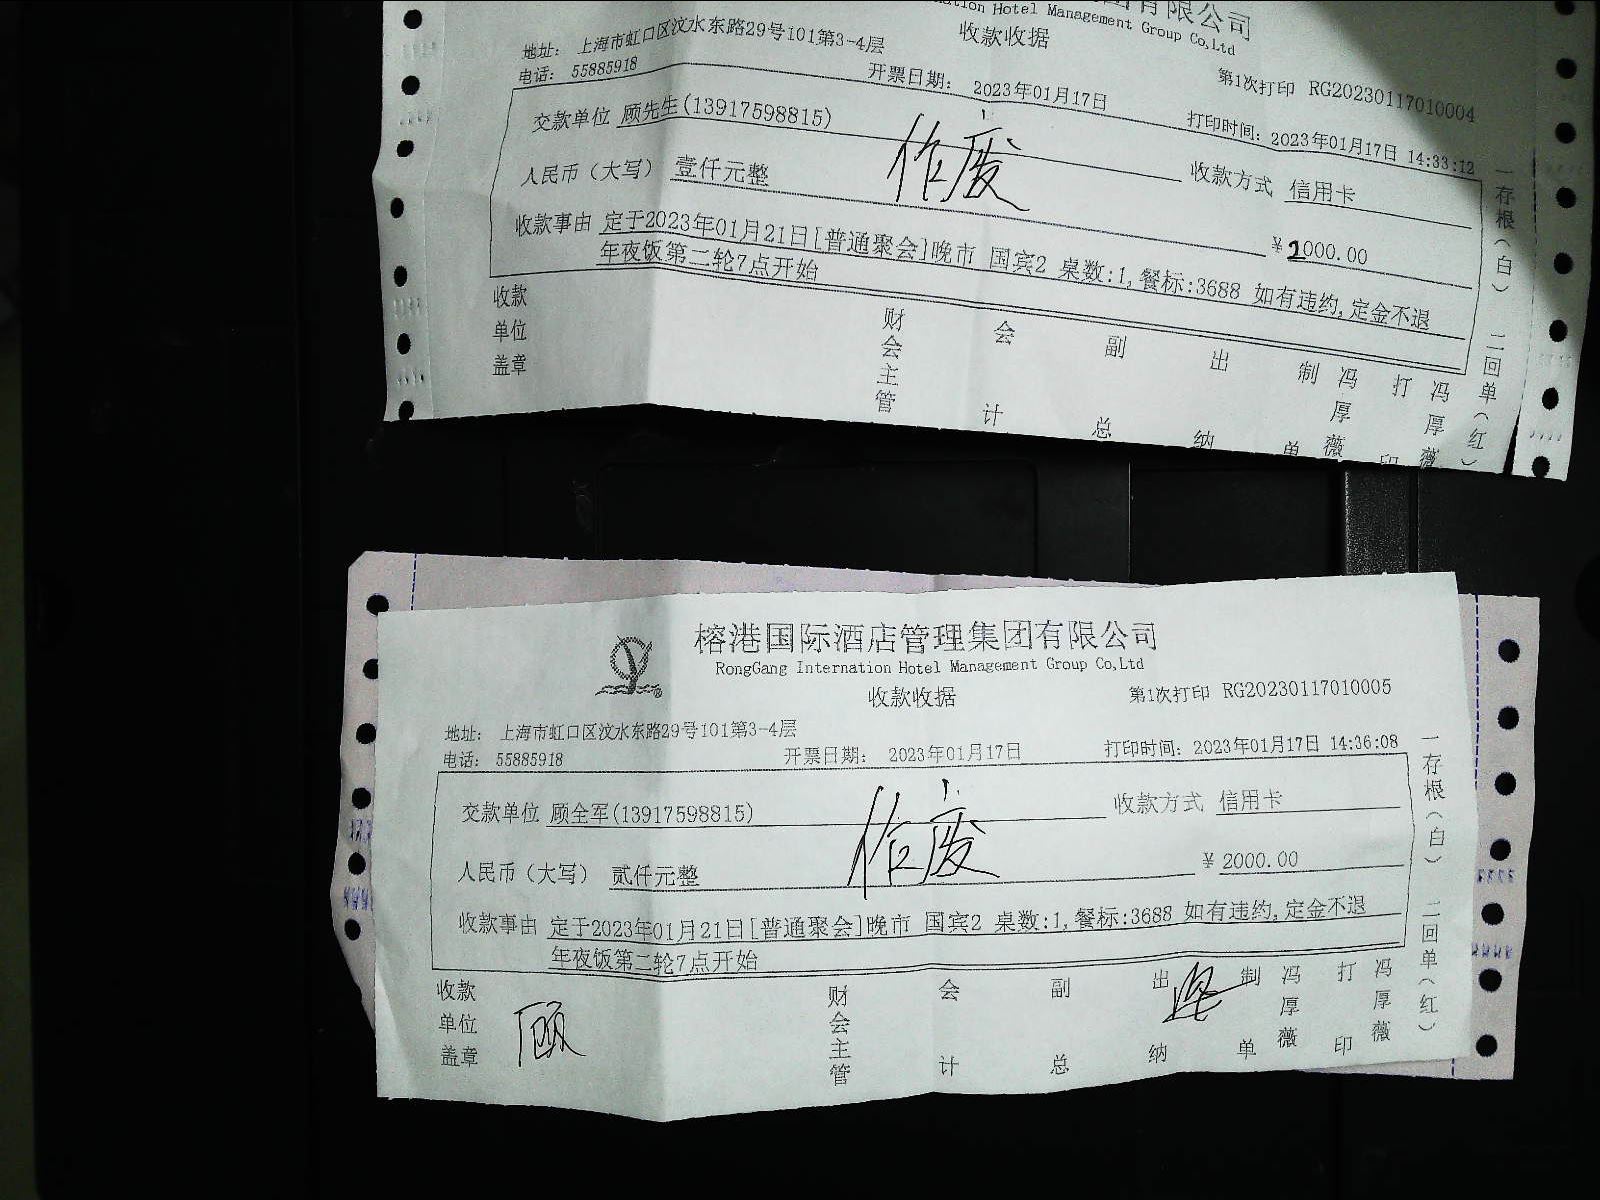 有限公司
nation Hotel Management Group Co,Ltd
收款收据
第1次打印 RG20230117010004
地址: 上海市虹口区汶水东路29号101第3-4层
电话: 55885918
开票日期: 2023年01月17日
打印时间: 2023年01月17日 14:33:12
交款单位 顾先生(13917598815)
作废
收款方式 信用卡
人民币（大写） 壹仟元整
¥ 1000.00
收款事由 定于2023年01月21日[普通聚会]晚市 国宾2 桌数:1,餐标:3688 如有违约,定金不退
年夜饭第二轮7点开始
收款单位盖章
财会主管
会计
副总
出纳
制单
冯厚薇
打印
冯厚薇
一存根（白） 二回单（红）
榕港国际酒店管理集团有限公司
RongGang Internation Hotel Management Group Co,Ltd
收款收据
第1次打印 RG20230117010005
地址: 上海市虹口区汶水东路29号101第3-4层
电话: 55885918
开票日期: 2023年01月17日
打印时间: 2023年01月17日 14:36:08
交款单位 顾全军(13917598815)
作废
收款方式 信用卡
人民币（大写） 贰仟元整
¥ 2000.00
收款事由 定于2023年01月21日[普通聚会]晚市 国宾2 桌数:1,餐标:3688 如有违约,定金不退
年夜饭第二轮7点开始
收款单位盖章
顾
财会主管
会计
副总
出纳
制单
冯厚薇
打印
冯厚薇
一存根（白） 二回单（红）